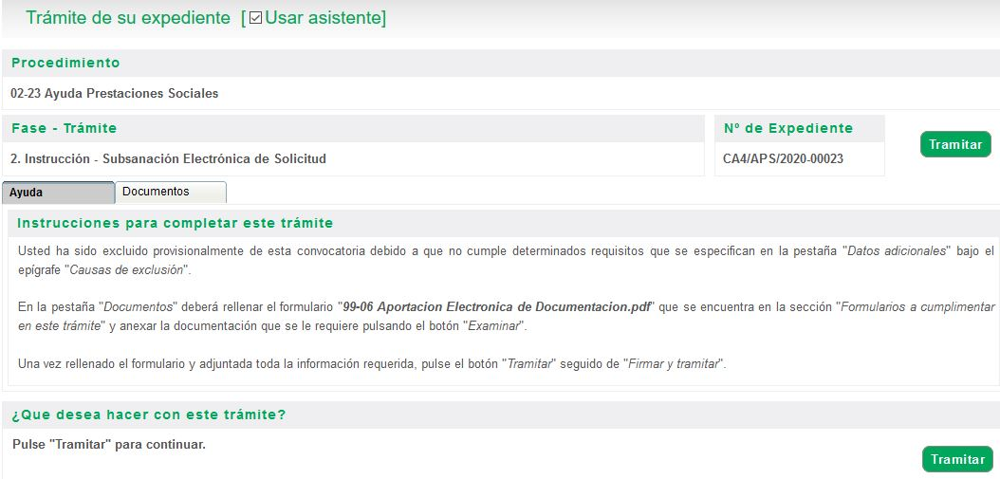 Trámite de su expediente [☑Usar asistente]
Procedimiento
02-23 Ayuda Prestaciones Sociales
Fase - Trámite
Nº de Expediente
Tramitar
2. Instrucción - Subsanación Electrónica de Solicitud
CA4/APS/2020-00023
Ayuda
Documentos
Instrucciones para completar este trámite
Usted ha sido excluido provisionalmente de esta convocatoria debido a que no cumple determinados requisitos que se especifican en la pestaña "Datos adicionales" bajo el
epígrafe "Causas de exclusión".
En la pestaña "Documentos" deberá rellenar el formulario "99-06 Aportacion Electronica de Documentacion.pdf" que se encuentra en la sección "Formularios a cumplimentar
en este trámite" y anexar la documentación que se le requiere pulsando el botón "Examinar".
Una vez rellenado el formulario y adjuntada toda la información requerida, pulse el botón "Tramitar" seguido de "Firmar y tramitar".
¿Que desea hacer con este trámite?
Pulse "Tramitar" para continuar.
Tramitar